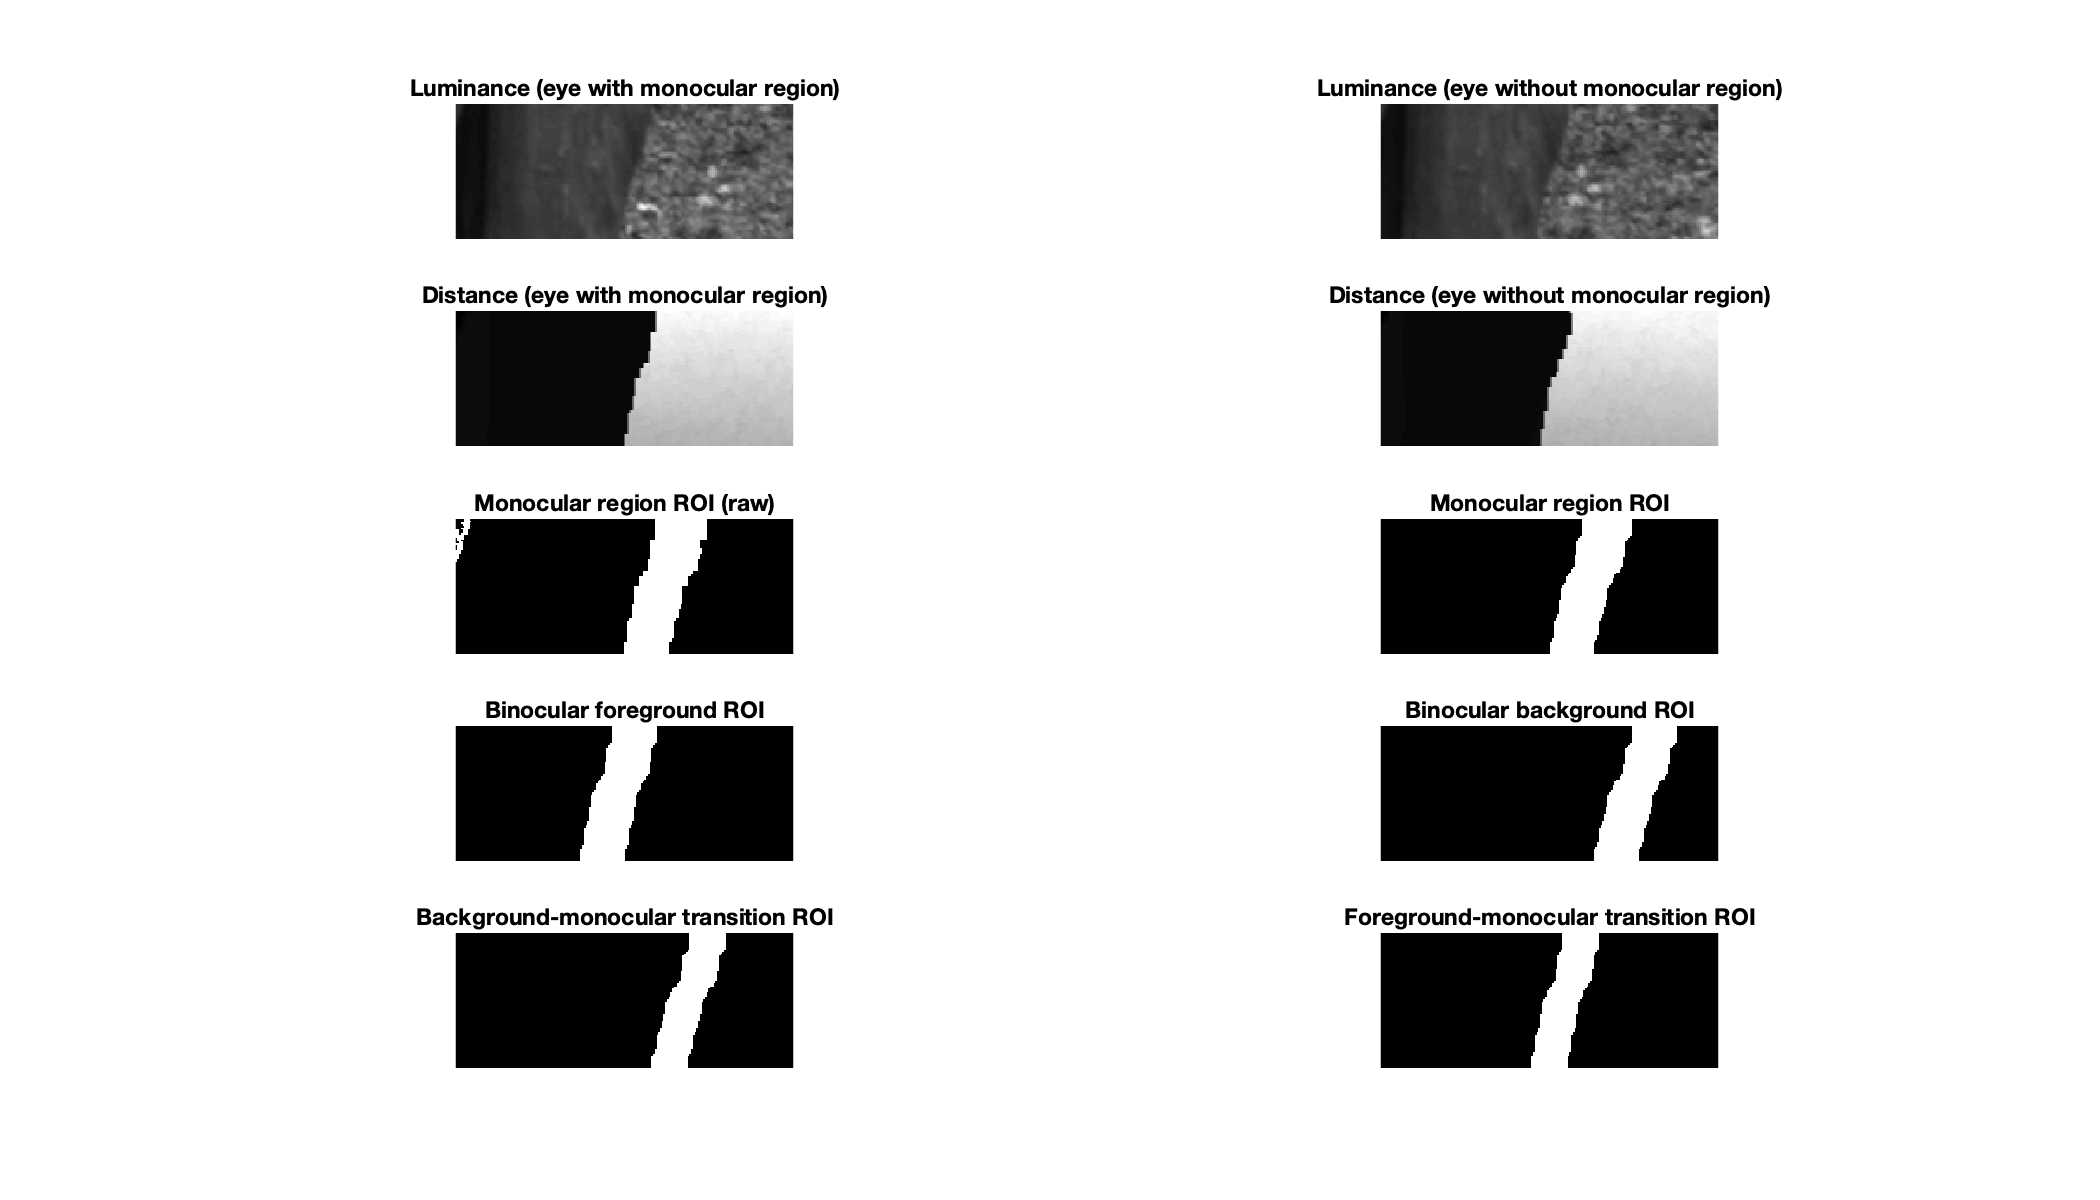 Luminance (eye with monocular region)
Luminance (eye without monocular region)
Distance (eye with monocular region)
Distance (eye without monocular region)
Monocular region ROI (raw)
Monocular region ROI
Binocular foreground ROI
Binocular background ROI
Background-monocular transition ROI
Foreground-monocular transition ROI